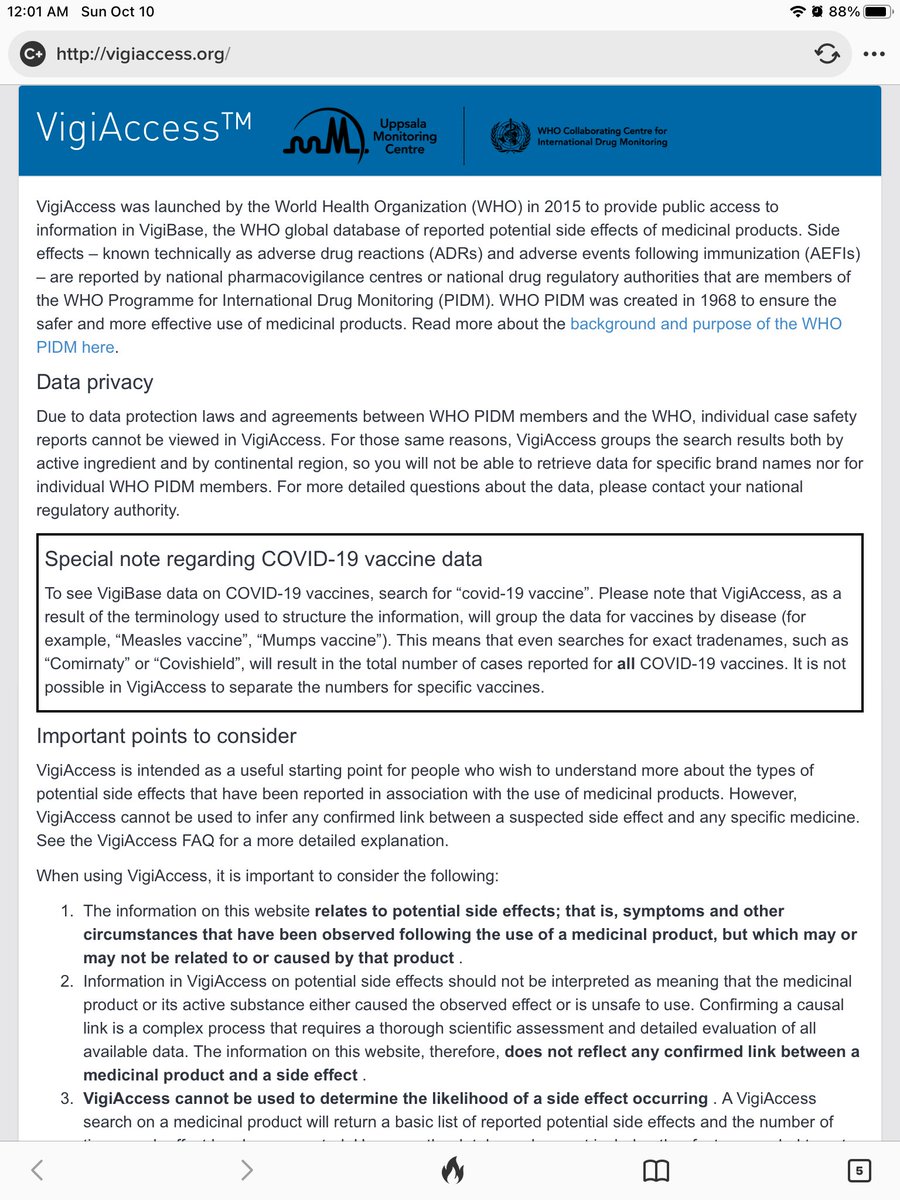 12:01 AM Sun Oct 10
88%
C+ http://vigiaccess.org/
VigiAccess™
Uppsala
Monitoring
Centre
WHO Collaborating Centre for
International Drug Monitoring
VigiAccess was launched by the World Health Organization (WHO) in 2015 to provide public access to
information in VigiBase, the WHO global database of reported potential side effects of medicinal products. Side
effects – known technically as adverse drug reactions (ADRs) and adverse events following immunization (AEFIs)
– are reported by national pharmacovigilance centres or national drug regulatory authorities that are members of
the WHO Programme for International Drug Monitoring (PIDM). WHO PIDM was created in 1968 to ensure the
safer and more effective use of medicinal products. Read more about the background and purpose of the WHO
PIDM here.
Data privacy
Due to data protection laws and agreements between WHO PIDM members and the WHO, individual case safety
reports cannot be viewed in VigiAccess. For those same reasons, VigiAccess groups the search results both by
active ingredient and by continental region, so you will not be able to retrieve data for specific brand names nor for
individual WHO PIDM members. For more detailed questions about the data, please contact your national
regulatory authority.
Special note regarding COVID-19 vaccine data
To see VigiBase data on COVID-19 vaccines, search for “covid-19 vaccine”. Please note that VigiAccess, as a
result of the terminology used to structure the information, will group the data for vaccines by disease (for
example, “Measles vaccine”, “Mumps vaccine”). This means that even searches for exact tradenames, such as
“Comirnaty” or “Covishield”, will result in the total number of cases reported for all COVID-19 vaccines. It is not
possible in VigiAccess to separate the numbers for specific vaccines.
Important points to consider
VigiAccess is intended as a useful starting point for people who wish to understand more about the types of
potential side effects that have been reported in association with the use of medicinal products. However,
VigiAccess cannot be used to infer any confirmed link between a suspected side effect and any specific medicine.
See the VigiAccess FAQ for a more detailed explanation.
When using VigiAccess, it is important to consider the following:
1. The information on this website relates to potential side effects; that is, symptoms and other
circumstances that have been observed following the use of a medicinal product, but which may or
may not be related to or caused by that product .
2. Information in VigiAccess on potential side effects should not be interpreted as meaning that the medicinal
product or its active substance either caused the observed effect or is unsafe to use. Confirming a causal
link is a complex process that requires a thorough scientific assessment and detailed evaluation of all
available data. The information on this website, therefore, does not reflect any confirmed link between a
medicinal product and a side effect .
3. VigiAccess cannot be used to determine the likelihood of a side effect occurring . A VigiAccess
search on a medicinal product will return a basic list of reported potential side effects and the number of
5